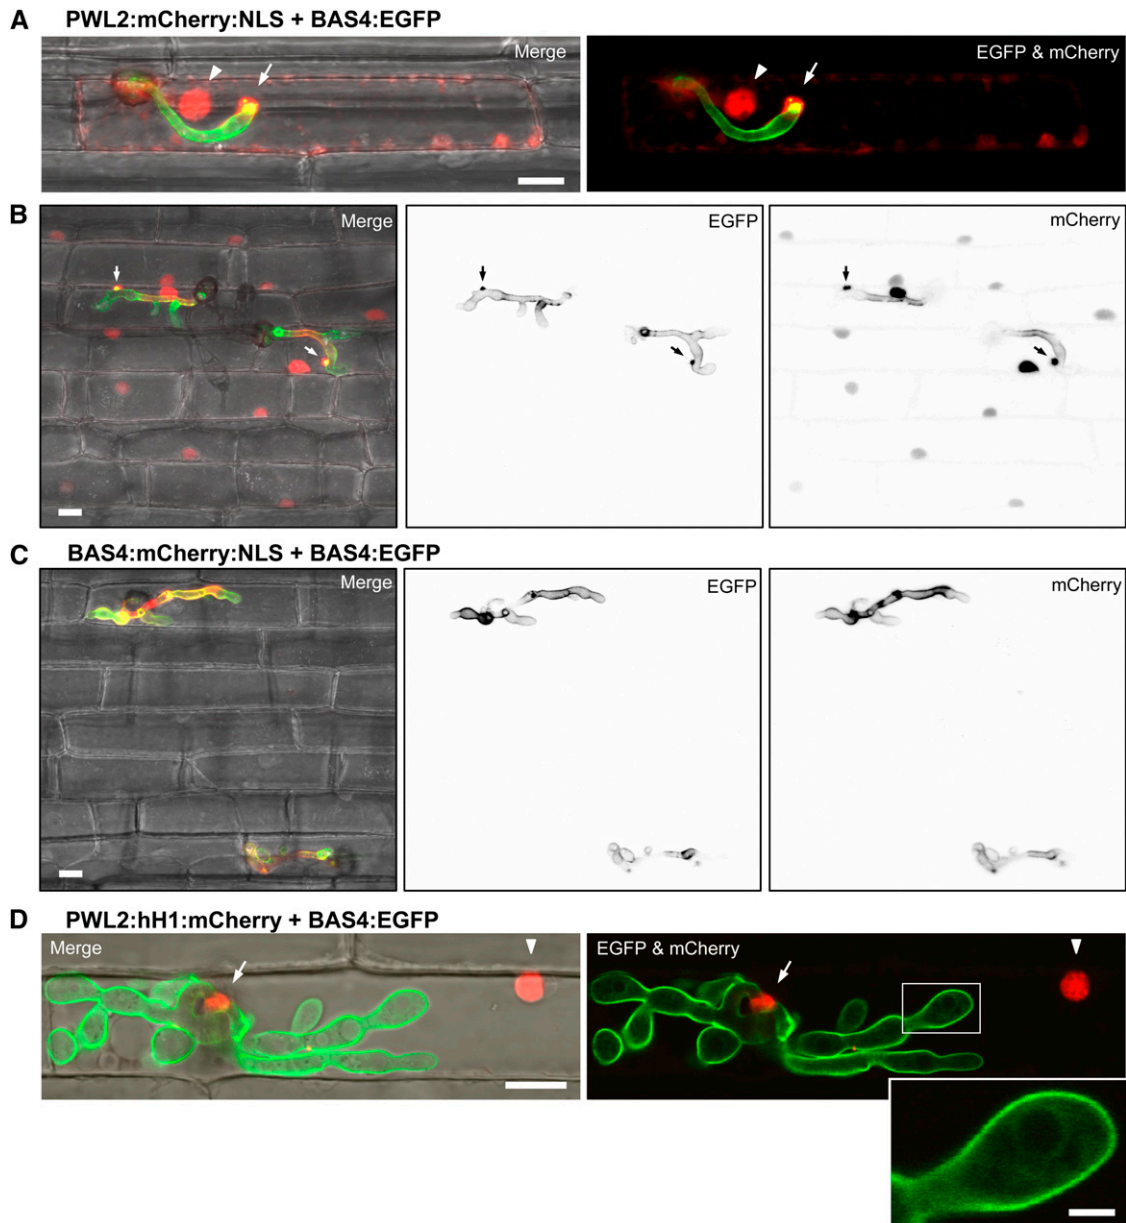 A PWL2:mCherry:NLS + BAS4:EGFP
Merge
EGFP & mCherry
B
Merge
EGFP
mCherry
C BAS4:mCherry:NLS + BAS4:EGFP
Merge
EGFP
mCherry
D PWL2:hH1:mCherry + BAS4:EGFP
Merge
EGFP & mCherry